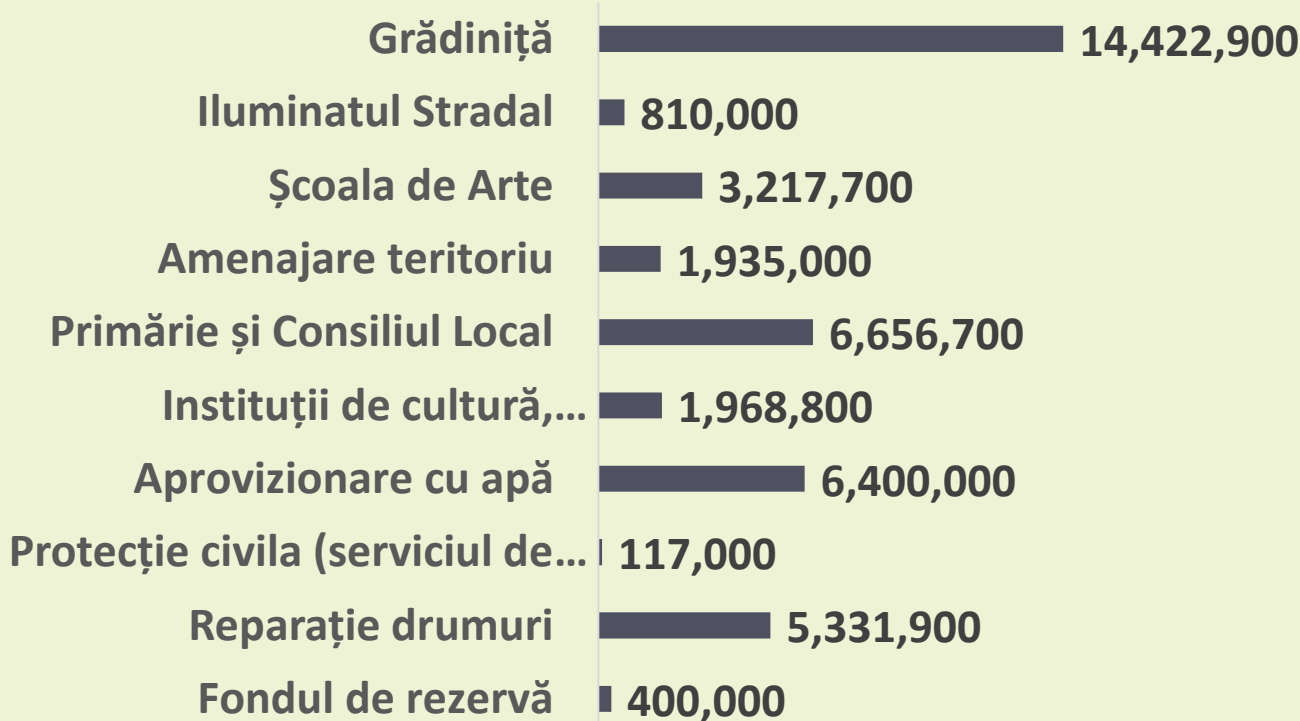 Grădiniță 14,422,900
Iluminatul Stradal 810,000
Școala de Arte 3,217,700
Amenajare teritoriu 1,935,000
Primărie și Consiliul Local 6,656,700
Instituții de cultură,... 1,968,800
Aprovizionare cu apă 6,400,000
Protecție civila (serviciul de... 117,000
Reparație drumuri 5,331,900
Fondul de rezervă 400,000